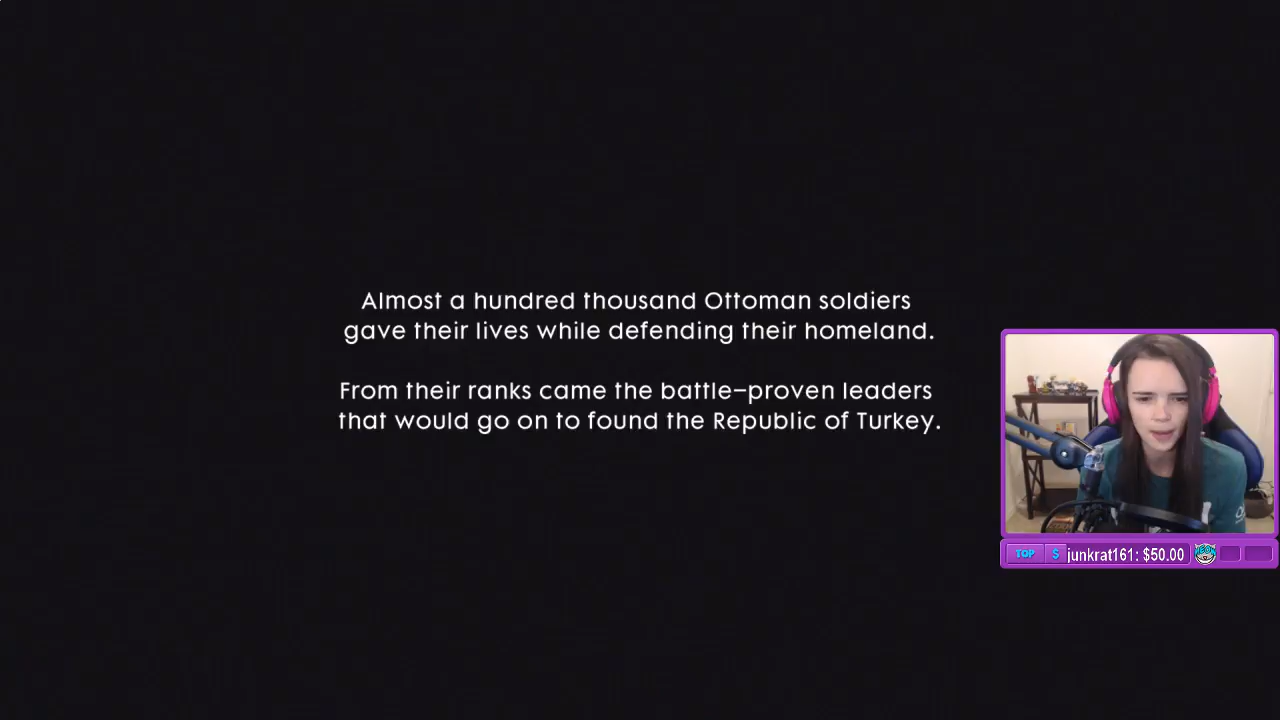 Almost a hundred thousand Ottoman soldiers
gave their lives while defending their homeland.
From their ranks came the battle-proven leaders
that would go on to found the Republic of Turkey.
TOP $ junkrat161: $50.00